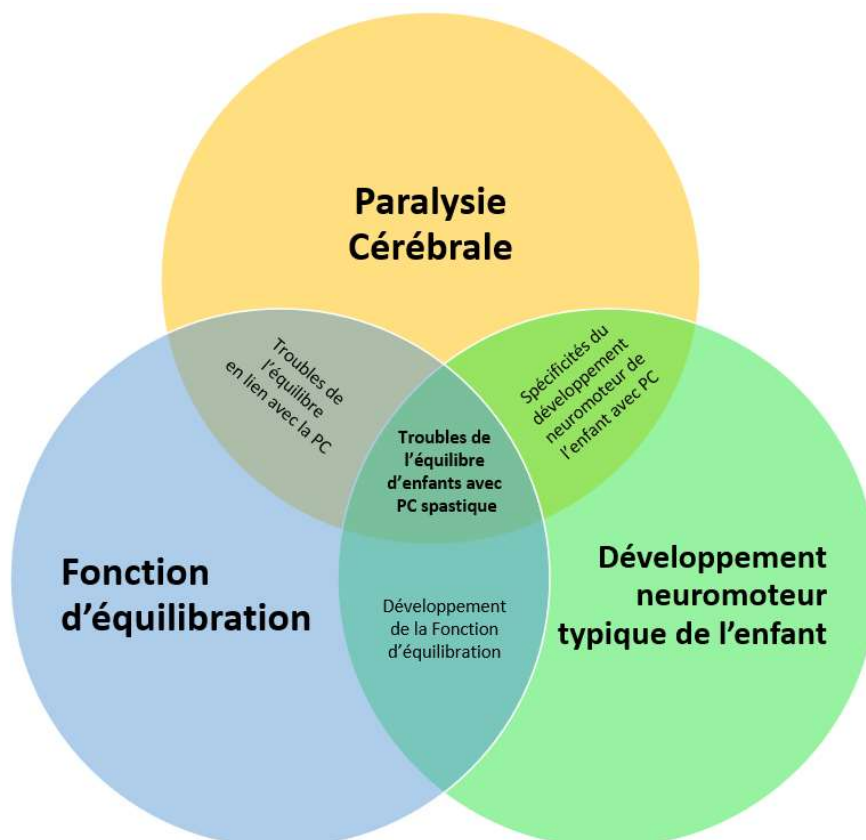 Paralysie
Cérébrale
Troubles de
l’équilibre
en lien avec la PC
Spécificités du
développement
neuromoteur de
l’enfant avec PC
Troubles de
l’équilibre
d’enfants avec
PC spastique
Fonction
d’équilibration
Développement
neuromoteur
typique de l’enfant
Développement
de la Fonction
d’équilibration